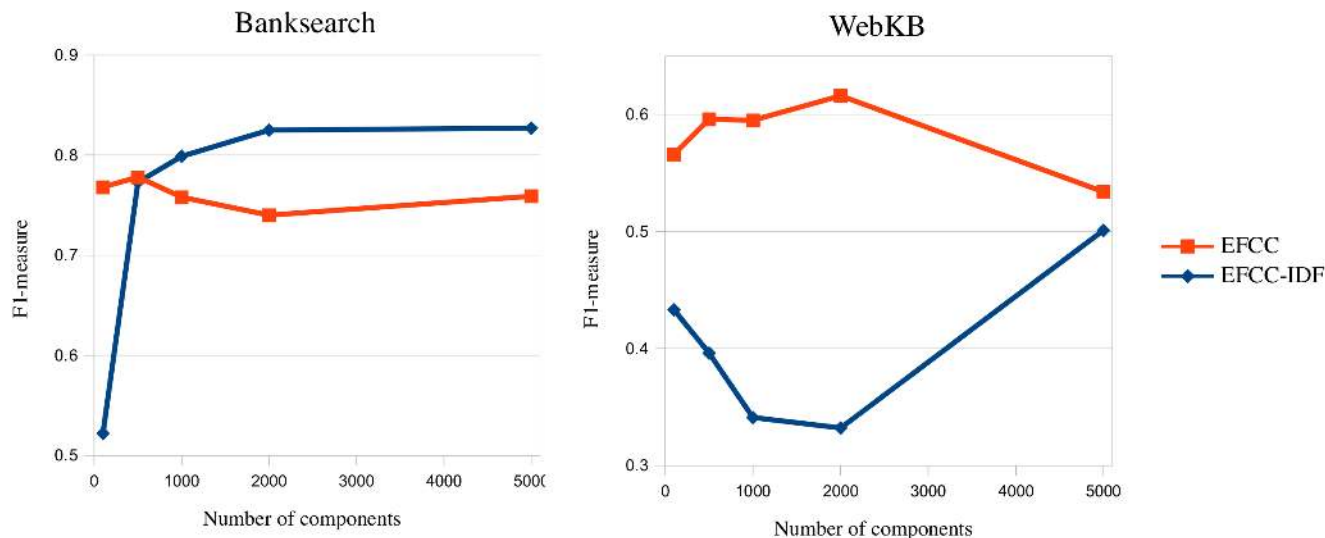 Banksearch
0.9
0.8
0.7
0.6
0.5
0 1000 2000 3000 4000 5000
F1-measure
Number of components
WebKB
0.6
0.5
0.4
0.3
0 1000 2000 3000 4000 5000
F1-measure
Number of components
EFCC
EFCC-IDF